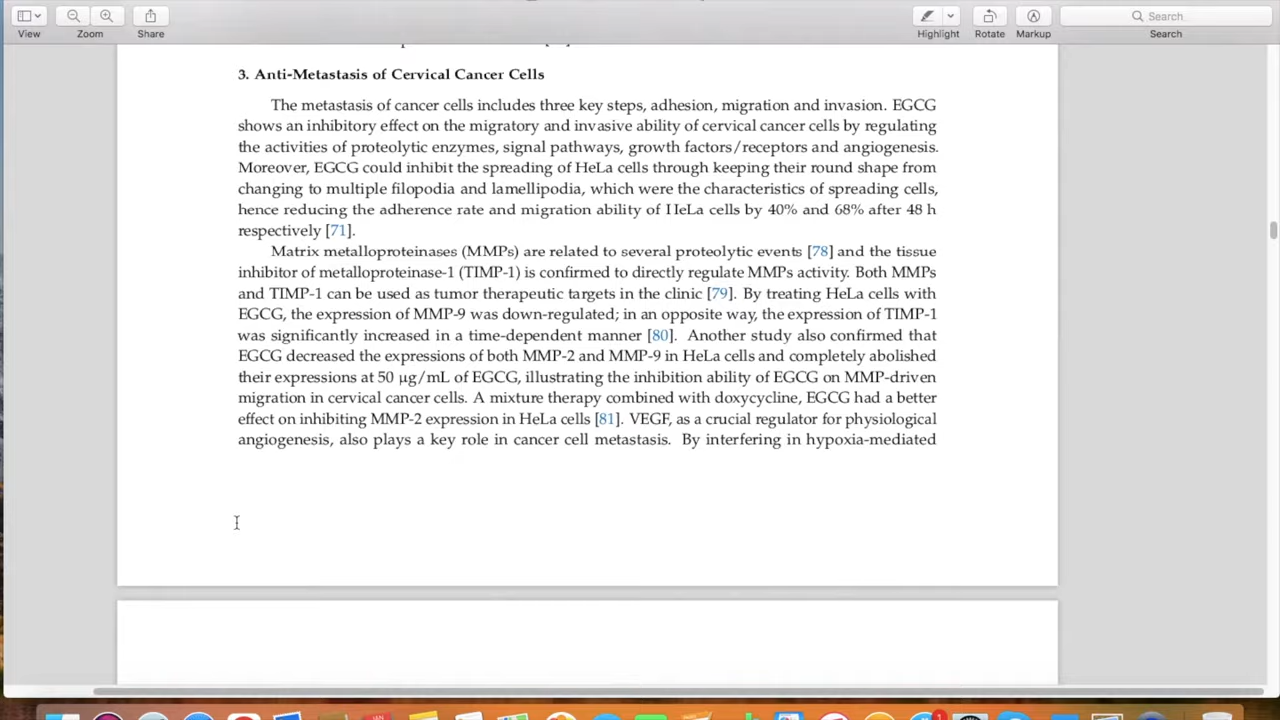 Search
View
Zoom
Share
Highlight
Rotate
Markup
Search
3. Anti-Metastasis of Cervical Cancer Cells
The metastasis of cancer cells includes three key steps, adhesion, migration and invasion. EGCG
shows an inhibitory effect on the migratory and invasive ability of cervical cancer cells by regulating
the activities of proteolytic enzymes, signal pathways, growth factors/receptors and angiogenesis.
Moreover, EGCG could inhibit the spreading of HeLa cells through keeping their round shape from
changing to multiple filopodia and lamellipodia, which were the characteristics of spreading cells,
hence reducing the adherence rate and migration ability of HeLa cells by 40% and 68% after 48 h
respectively [71].
Matrix metalloproteinases (MMPs) are related to several proteolytic events [78] and the tissue
inhibitor of metalloproteinase-1 (TIMP-1) is confirmed to directly regulate MMPs activity. Both MMPs
and TIMP-1 can be used as tumor therapeutic targets in the clinic [79]. By treating HeLa cells with
EGCG, the expression of MMP-9 was down-regulated; in an opposite way, the expression of TIMP-1
was significantly increased in a time-dependent manner [80]. Another study also confirmed that
EGCG decreased the expressions of both MMP-2 and MMP-9 in HeLa cells and completely abolished
their expressions at 50 μg/mL of EGCG, illustrating the inhibition ability of EGCG on MMP-driven
migration in cervical cancer cells. A mixture therapy combined with doxycycline, EGCG had a better
effect on inhibiting MMP-2 expression in HeLa cells [81]. VEGF, as a crucial regulator for physiological
angiogenesis, also plays a key role in cancer cell metastasis. By interfering in hypoxia-mediated